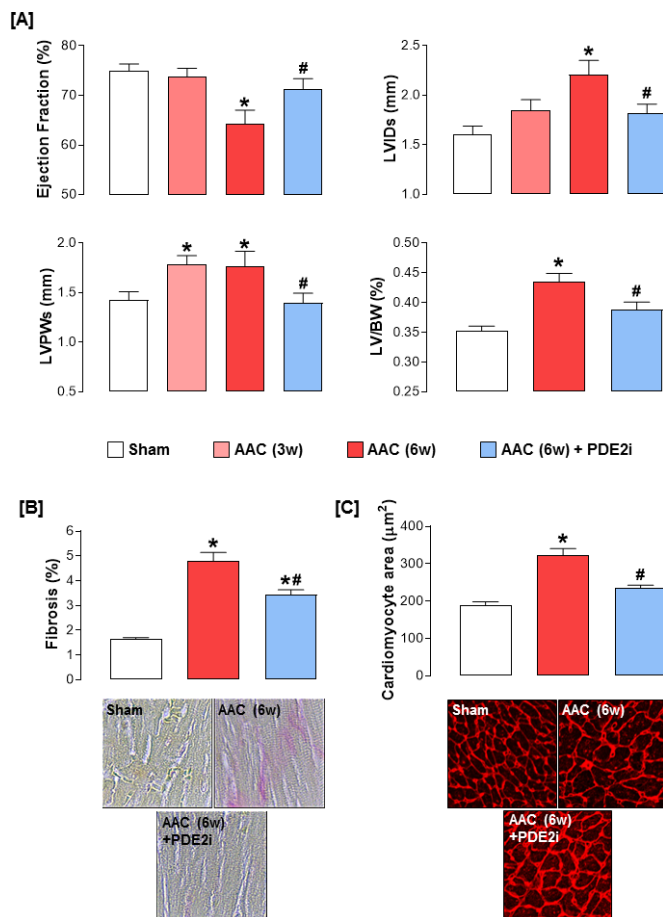 [A]
Ejection Fraction (%)
80
70
60
50
*
#
LVIDs (mm)
2.5
2.0
1.5
1.0
*
#
LVPWs (mm)
2.0
1.5
1.0
0.5
*
*
#
LV/BW (%)
0.50
0.45
0.40
0.35
0.30
0.25
*
#
Sham
AAC (3w)
AAC (6w)
AAC (6w) + PDE2i
[B]
Fibrosis (%)
6
5
4
3
2
1
0
*
*#
Sham
AAC (6w)
AAC (6w)
+PDE2i
[C]
Cardiomyocyte area (μm²)
400
300
200
100
0
*
#
Sham
AAC (6w)
AAC (6w)
+PDE2i